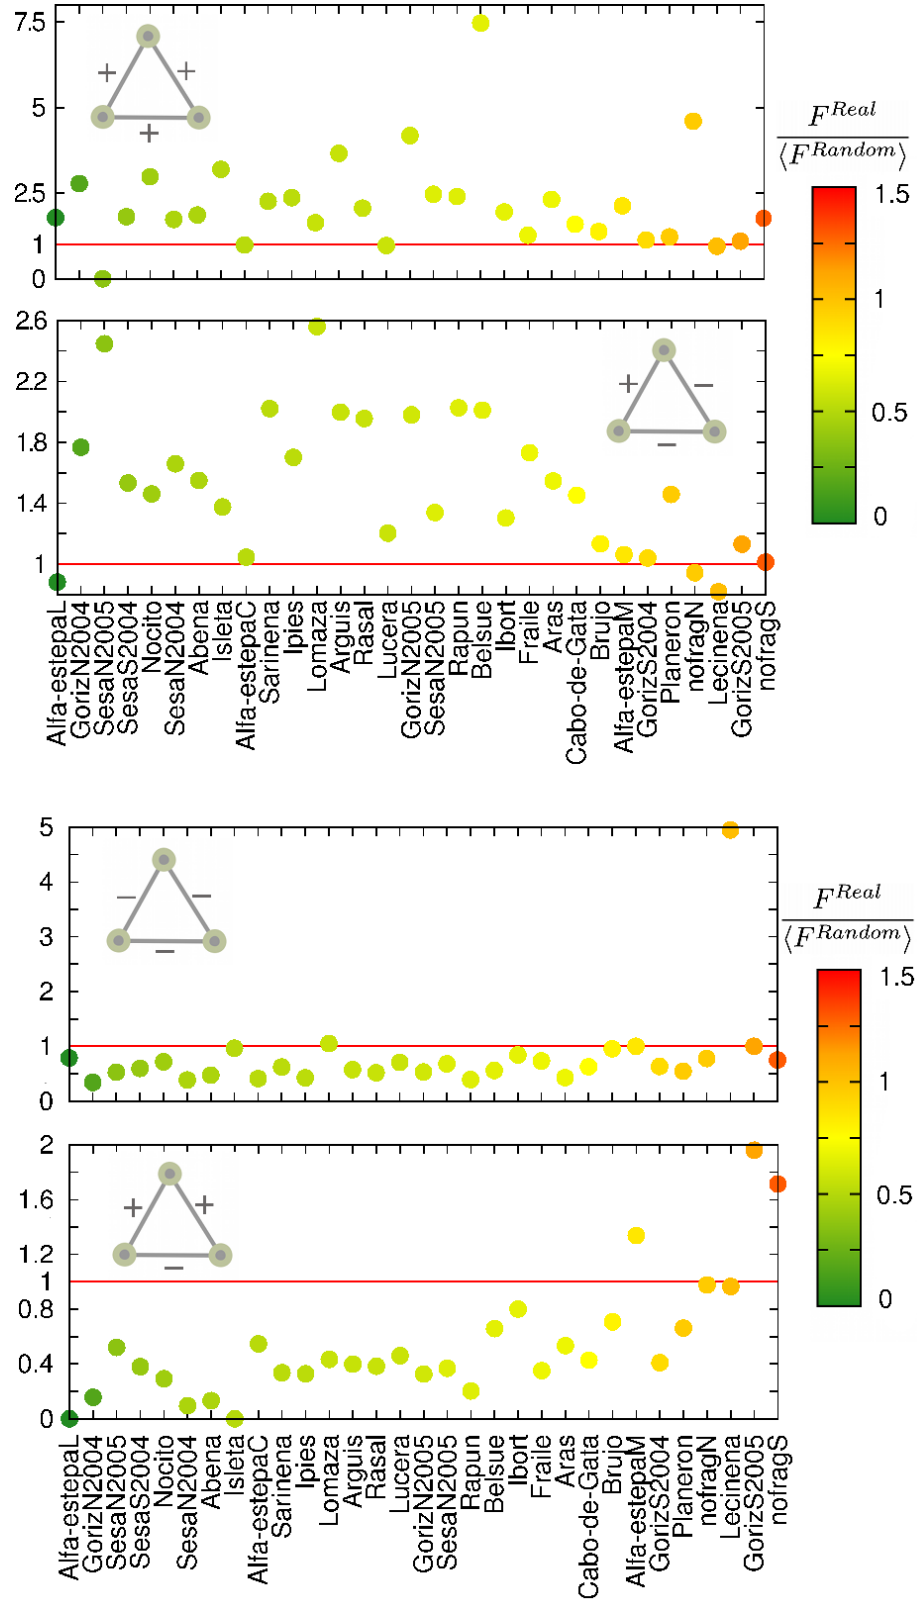 7.5
5
2.5
1
0
+ +
+
F^Real
⟨F^Random⟩
1.5
1
0.5
0
2.6
2.2
1.8
1.4
1
+ −
−
Alfa-estepaL
GorizN2004
SesaN2005
SesaS2004
Nocito
SesaN2004
Abena
Isleta
Alfa-estepaC
Sarinena
Ipies
Lomaza
Arguis
Rasal
Lucera
GorizN2005
SesaN2005
Rapun
Belsue
Ibort
Fraile
Aras
Cabo-de-Gata
Brujo
Alfa-estepaM
GorizS2004
Planeron
nofragN
Lecinena
GorizS2005
nofragS
5
4
3
2
1
0
− −
−
F^Real
⟨F^Random⟩
1.5
1
0.5
0
2
1.6
1.2
1
0.8
0.4
0
+ +
−
Alfa-estepaL
GorizN2004
SesaN2005
SesaS2004
Nocito
SesaN2004
Abena
Isleta
Alfa-estepaC
Sarinena
Ipies
Lomaza
Arguis
Rasal
Lucera
GorizN2005
SesaN2005
Rapun
Belsue
Ibort
Fraile
Aras
Cabo-de-Gata
Brujo
Alfa-estepaM
GorizS2004
Planeron
nofragN
Lecinena
GorizS2005
nofragS